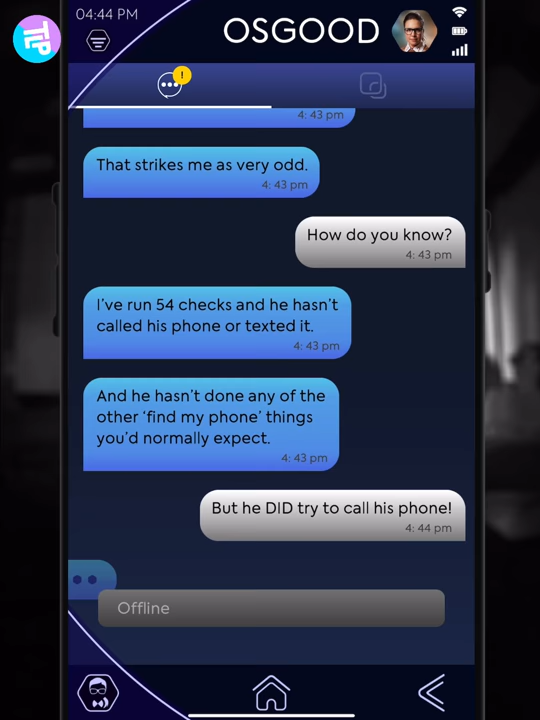 04:44 PM
OSGOOD
TLP
!
4: 43 pm
That strikes me as very odd.
4: 43 pm
How do you know?
4: 43 pm
I've run 54 checks and he hasn't
called his phone or texted it.
4: 43 pm
And he hasn't done any of the
other ‘find my phone’ things
you'd normally expect.
4: 43 pm
But he DID try to call his phone!
4: 44 pm
Offline